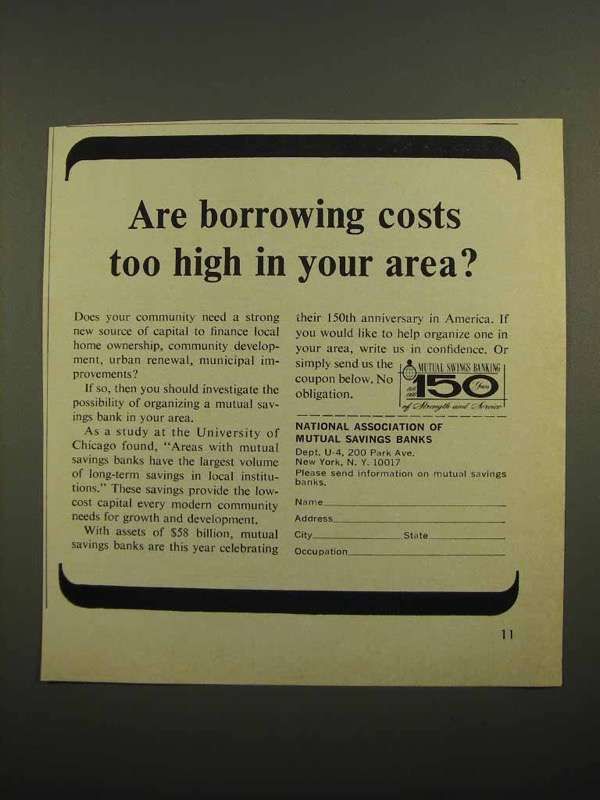 Are borrowing costs
too high in your area?
Does your community need a strong
new source of capital to finance local
home ownership, community develop-
ment, urban renewal, municipal im-
provements?
If so, then you should investigate the
possibility of organizing a mutual sav-
ings bank in your area.
As a study at the University of
Chicago found, "Areas with mutual
savings banks have the largest volume
of long-term savings in local institu-
tions." These savings provide the low-
cost capital every modern community
needs for growth and development.
With assets of $58 billion, mutual
savings banks are this year celebrating
their 150th anniversary in America. If
you would like to help organize one in
your area, write us in confidence. Or
simply send us the
coupon below. No
obligation.
MUTUAL SAVINGS BANKING
150 Years
of Strength and Service
NATIONAL ASSOCIATION OF
MUTUAL SAVINGS BANKS
Dept. U-4, 200 Park Ave.
New York, N. Y. 10017
Please send information on mutual savings
banks.
Name
Address
City State
Occupation
11